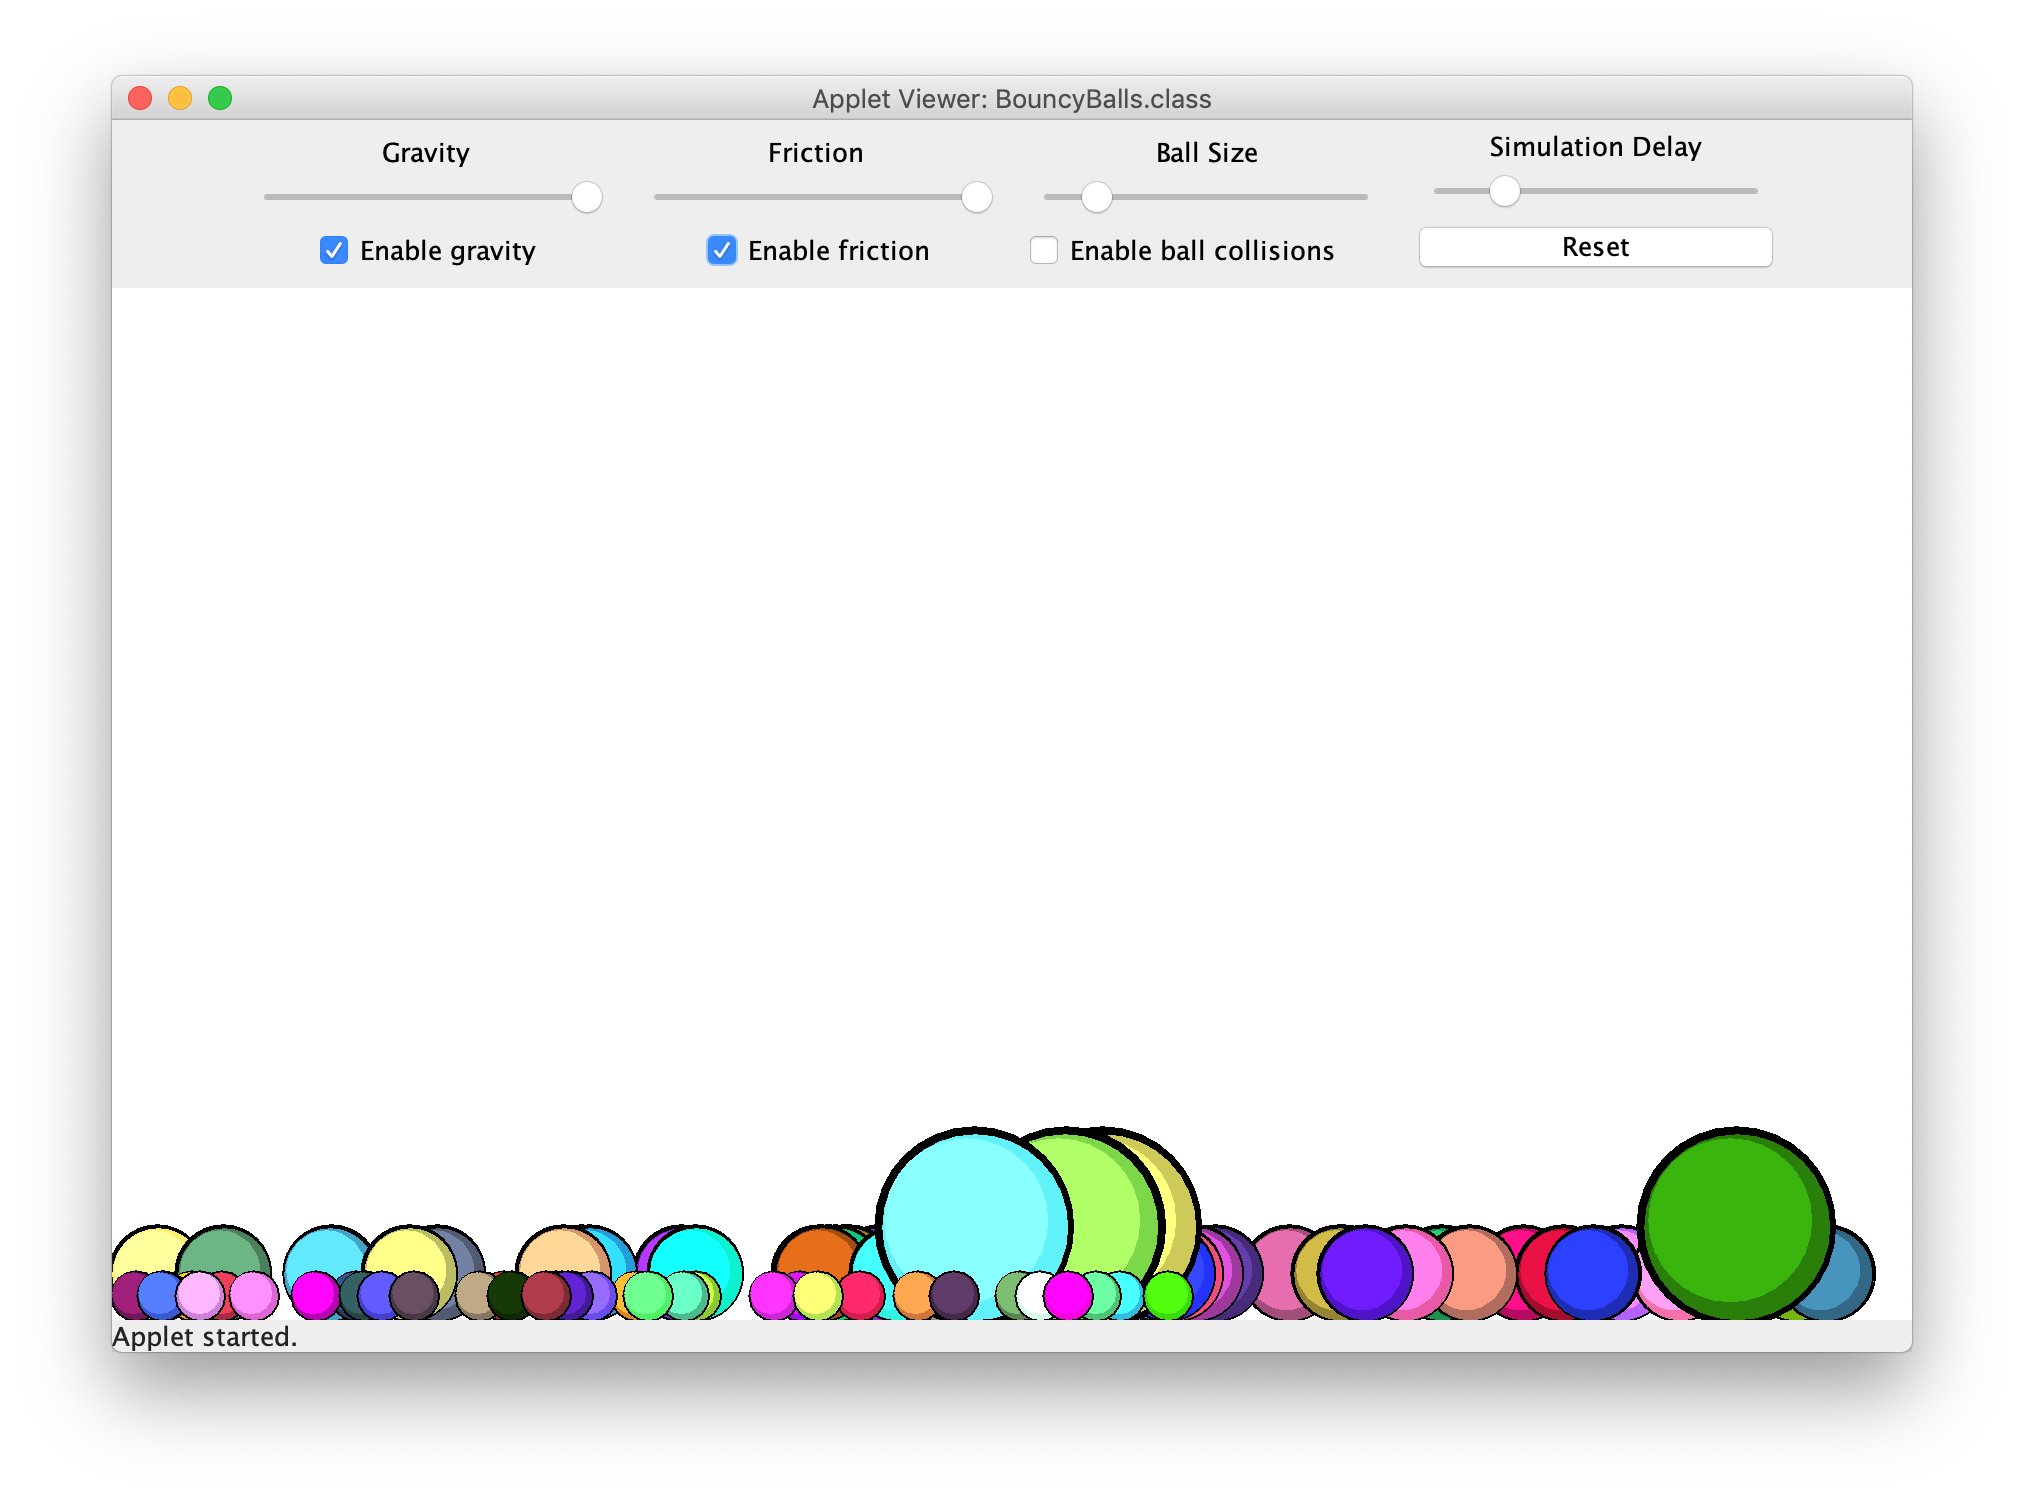 Applet Viewer: BouncyBalls.class
Gravity
Friction
Ball Size
Simulation Delay
Enable gravity
Enable friction
Enable ball collisions
Reset
Applet started.